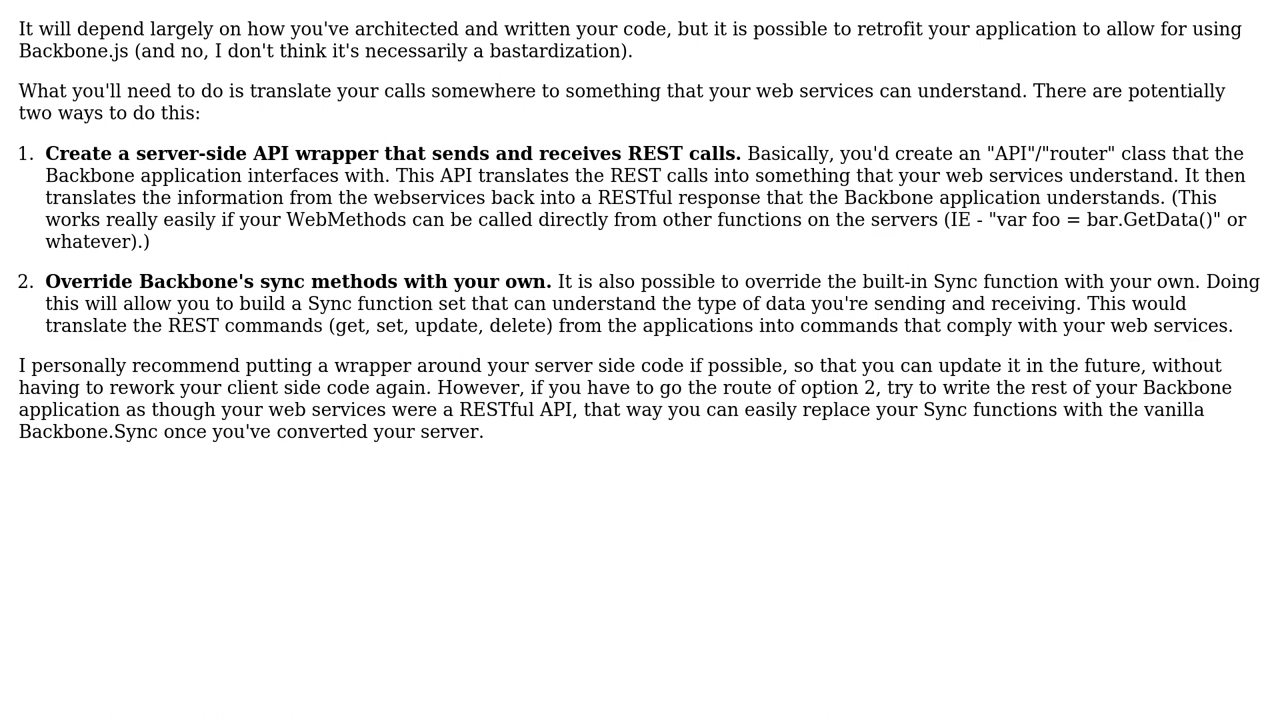 It will depend largely on how you've architected and written your code, but it is possible to retrofit your application to allow for using
Backbone.js (and no, I don't think it's necessarily a bastardization).
What you'll need to do is translate your calls somewhere to something that your web services can understand. There are potentially
two ways to do this:
1. Create a server-side API wrapper that sends and receives REST calls. Basically, you'd create an "API"/"router" class that the
Backbone application interfaces with. This API translates the REST calls into something that your web services understand. It then
translates the information from the webservices back into a RESTful response that the Backbone application understands. (This
works really easily if your WebMethods can be called directly from other functions on the servers (IE - "var foo = bar.GetData()" or
whatever).)
2. Override Backbone's sync methods with your own. It is also possible to override the built-in Sync function with your own. Doing
this will allow you to build a Sync function set that can understand the type of data you're sending and receiving. This would
translate the REST commands (get, set, update, delete) from the applications into commands that comply with your web services.
I personally recommend putting a wrapper around your server side code if possible, so that you can update it in the future, without
having to rework your client side code again. However, if you have to go the route of option 2, try to write the rest of your Backbone
application as though your web services were a RESTful API, that way you can easily replace your Sync functions with the vanilla
Backbone.Sync once you've converted your server.